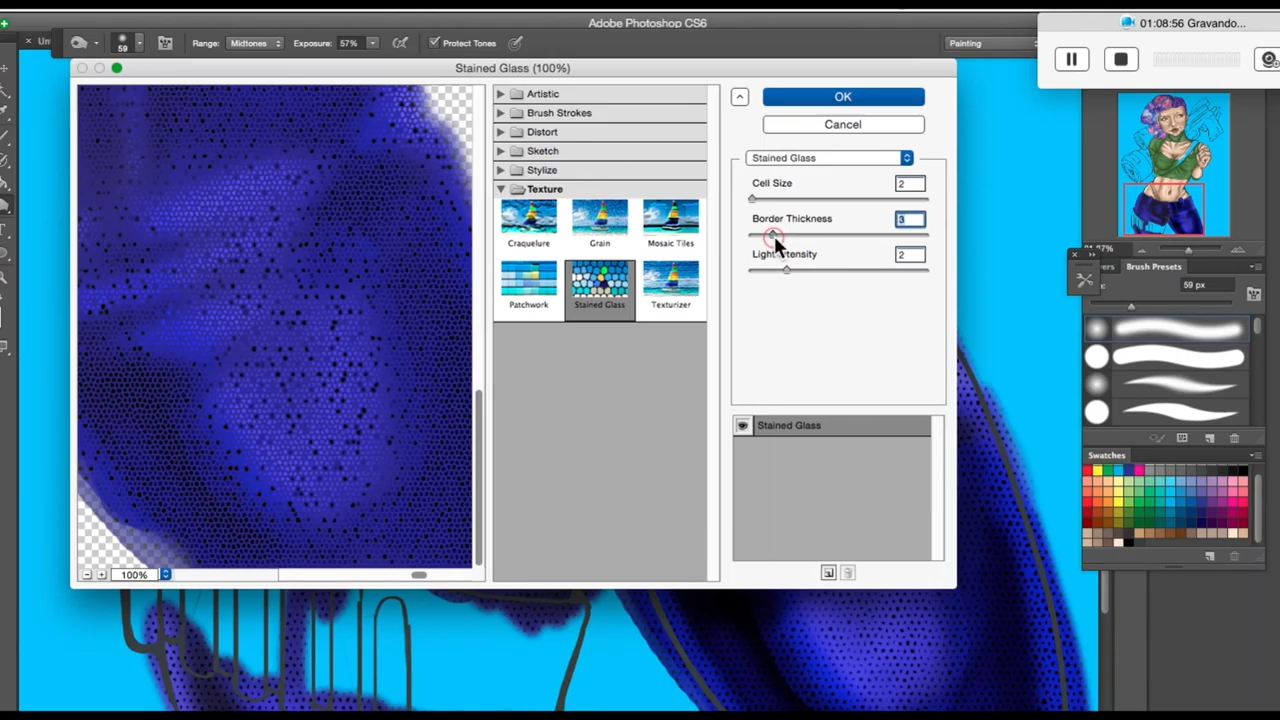 Adobe Photoshop CS6
01:08:56 Gravando...
59
Range: Midtones
Exposure: 57%
Protect Tones
Painting
Stained Glass (100%)
Artistic
Brush Strokes
Distort
Sketch
Stylize
Texture
Craquelure
Grain
Mosaic Tiles
Patchwork
Stained Glass
Texturizer
OK
Cancel
Stained Glass
Cell Size 2
Border Thickness 3
Light Intensity 2
Stained Glass
100%
Brush Presets
59 px
Swatches